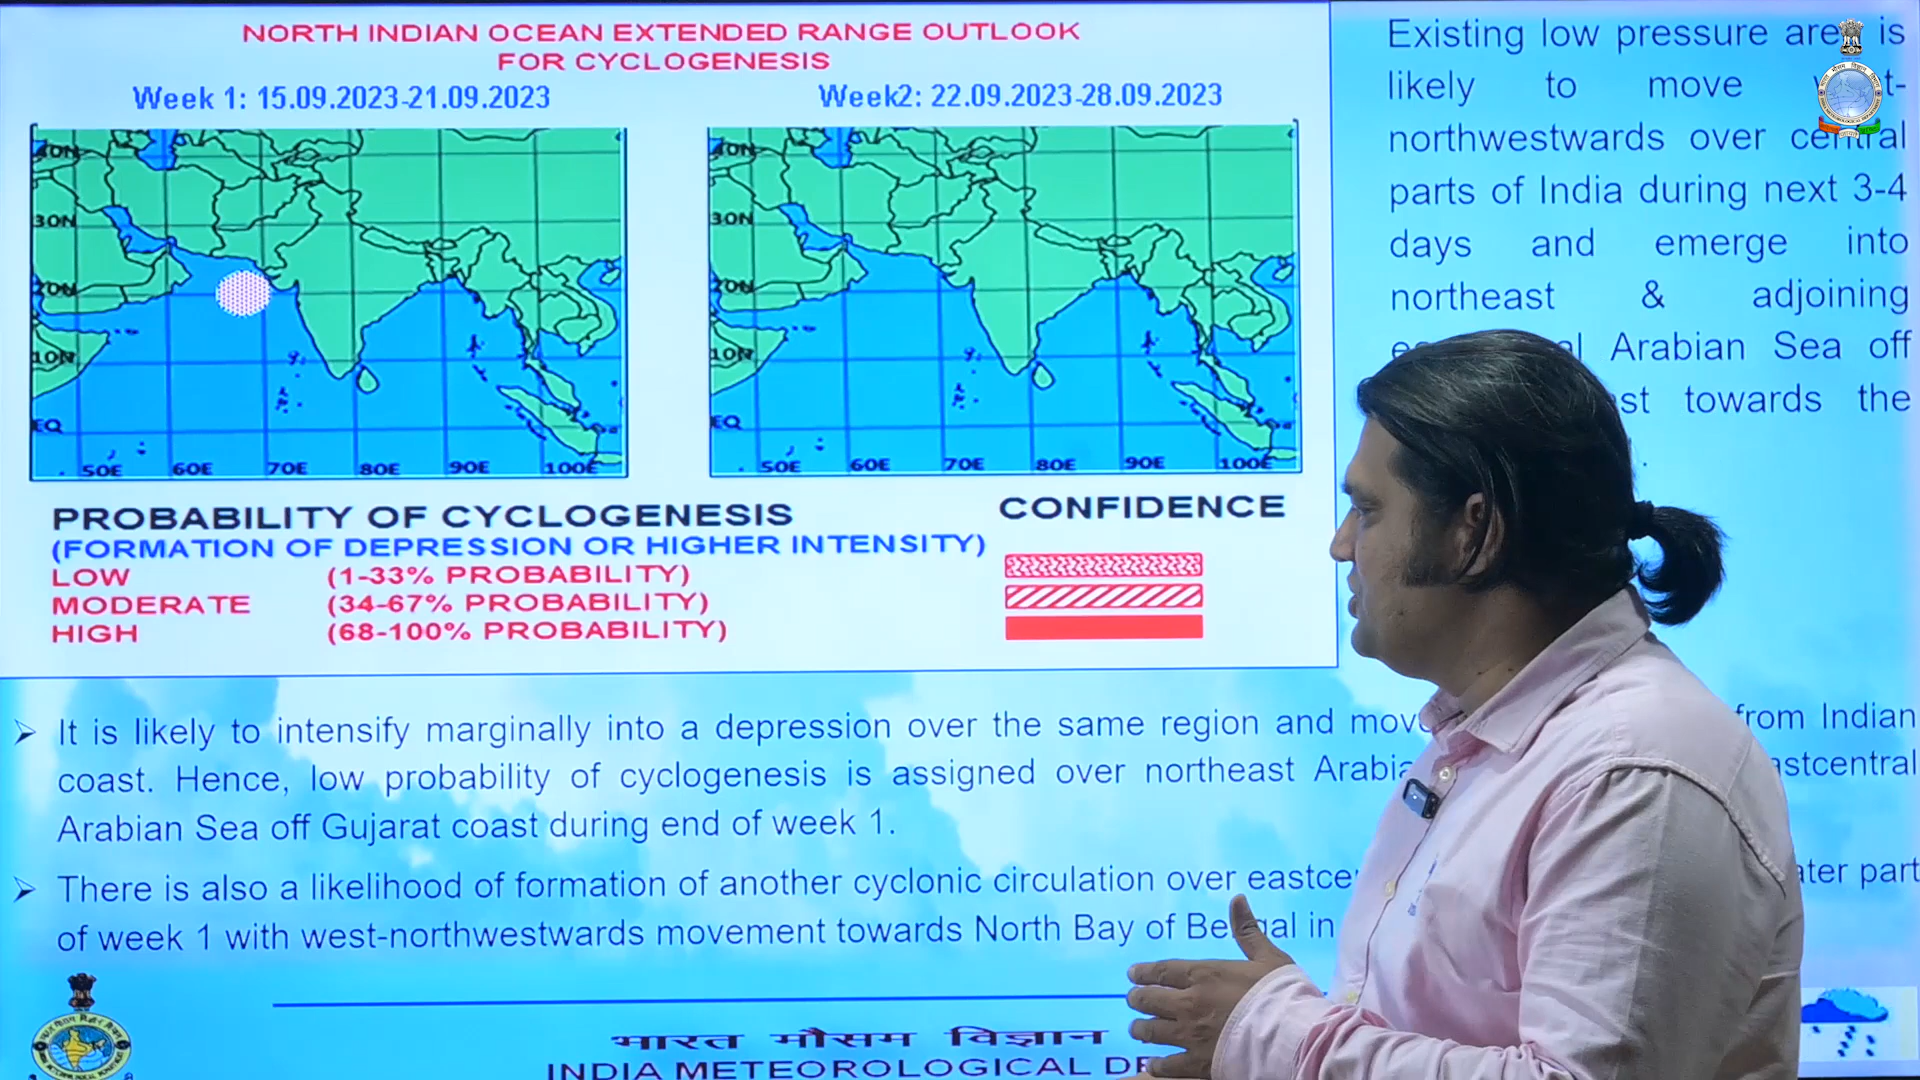 NORTH INDIAN OCEAN EXTENDED RANGE OUTLOOK
FOR CYCLOGENESIS
Week 1: 15.09.2023-21.09.2023
Week2: 22.09.2023-28.09.2023
40N
30N
20N
10N
EQ
50E 60E 70E 80E 90E 100E
40N
30N
20N
10N
EQ
50E 60E 70E 80E 90E 100E
PROBABILITY OF CYCLOGENESIS
(FORMATION OF DEPRESSION OR HIGHER INTENSITY)
LOW (1-33% PROBABILITY)
MODERATE (34-67% PROBABILITY)
HIGH (68-100% PROBABILITY)
CONFIDENCE
Existing low pressure area is
likely to move
northwestwards over central
parts of India during next 3-4
days and emerge into
northeast & adjoining
Arabian Sea off
towards the
It is likely to intensify marginally into a depression over the same region and from Indian
coast. Hence, low probability of cyclogenesis is assigned over northeast
Arabian Sea off Gujarat coast during end of week 1.
There is also a likelihood of formation of another cyclonic circulation over part
of week 1 with west-northwestwards movement towards North Bay of Bengal in
भारत मौसम विज्ञान
INDIA METEOROLOGICAL